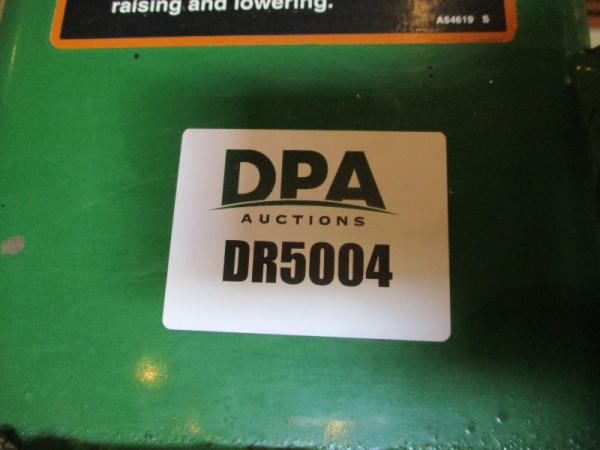 raising and lowering.
A54619 S
DPA
AUCTIONS
DR5004